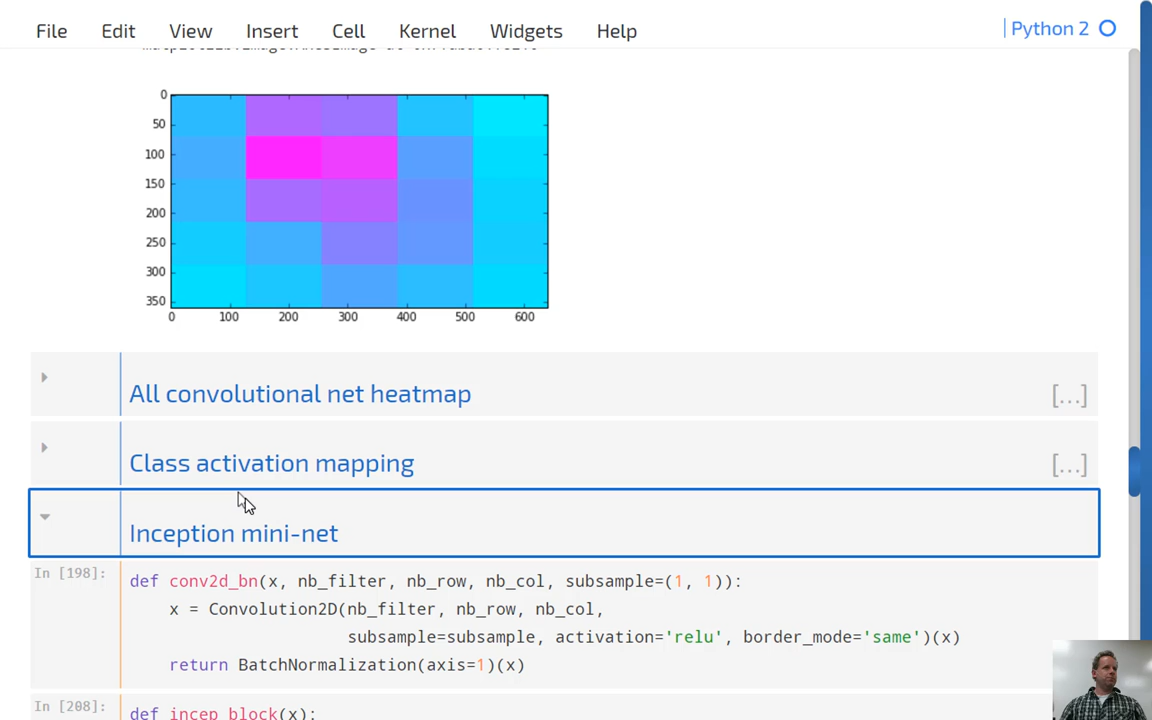 File Edit View Insert Cell Kernel Widgets Help Python 2
0
50
100
150
200
250
300
350
0 100 200 300 400 500 600
All convolutional net heatmap [...]
Class activation mapping [...]
Inception mini-net
In [198]: def conv2d_bn(x, nb_filter, nb_row, nb_col, subsample=(1, 1)):
x = Convolution2D(nb_filter, nb_row, nb_col,
subsample=subsample, activation='relu', border_mode='same')(x)
return BatchNormalization(axis=1)(x)
In [208]: def incep_block(x):